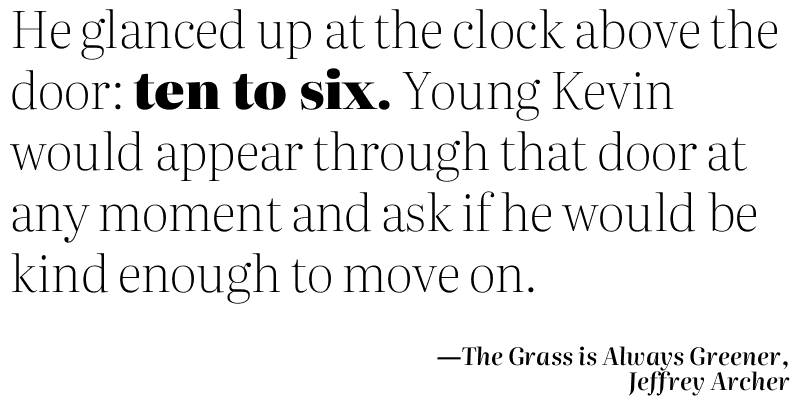 He glanced up at the clock above the
door: ten to six. Young Kevin
would appear through that door at
any moment and ask if he would be
kind enough to move on.
—The Grass is Always Greener,
Jeffrey Archer